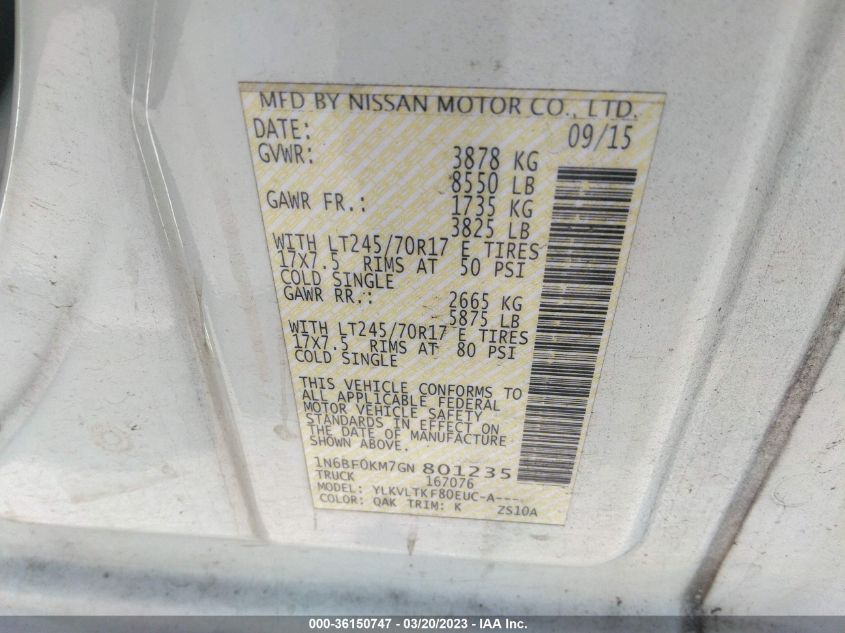 MFD BY NISSAN MOTOR CO., LTD.
DATE: 09/15
GVWR: 3878 KG
8550 LB
GAWR FR.: 1735 KG
3825 LB
WITH LT245/70R17 E TIRES
17X7.5 RIMS AT 50 PSI
COLD SINGLE
GAWR RR.: 2665 KG
5875 LB
WITH LT245/70R17 E TIRES
17X7.5 RIMS AT 80 PSI
COLD SINGLE
THIS VEHICLE CONFORMS TO
ALL APPLICABLE FEDERAL
MOTOR VEHICLE SAFETY
STANDARDS IN EFFECT ON
THE DATE OF MANUFACTURE
SHOWN ABOVE.
1N6BF0KM7GN 801235
TRUCK 167076
MODEL: YLKVLTKF80EUC-A----
COLOR: QAK TRIM: K ZS10A
000-36150747 — 03/20/2023 — IAA Inc.